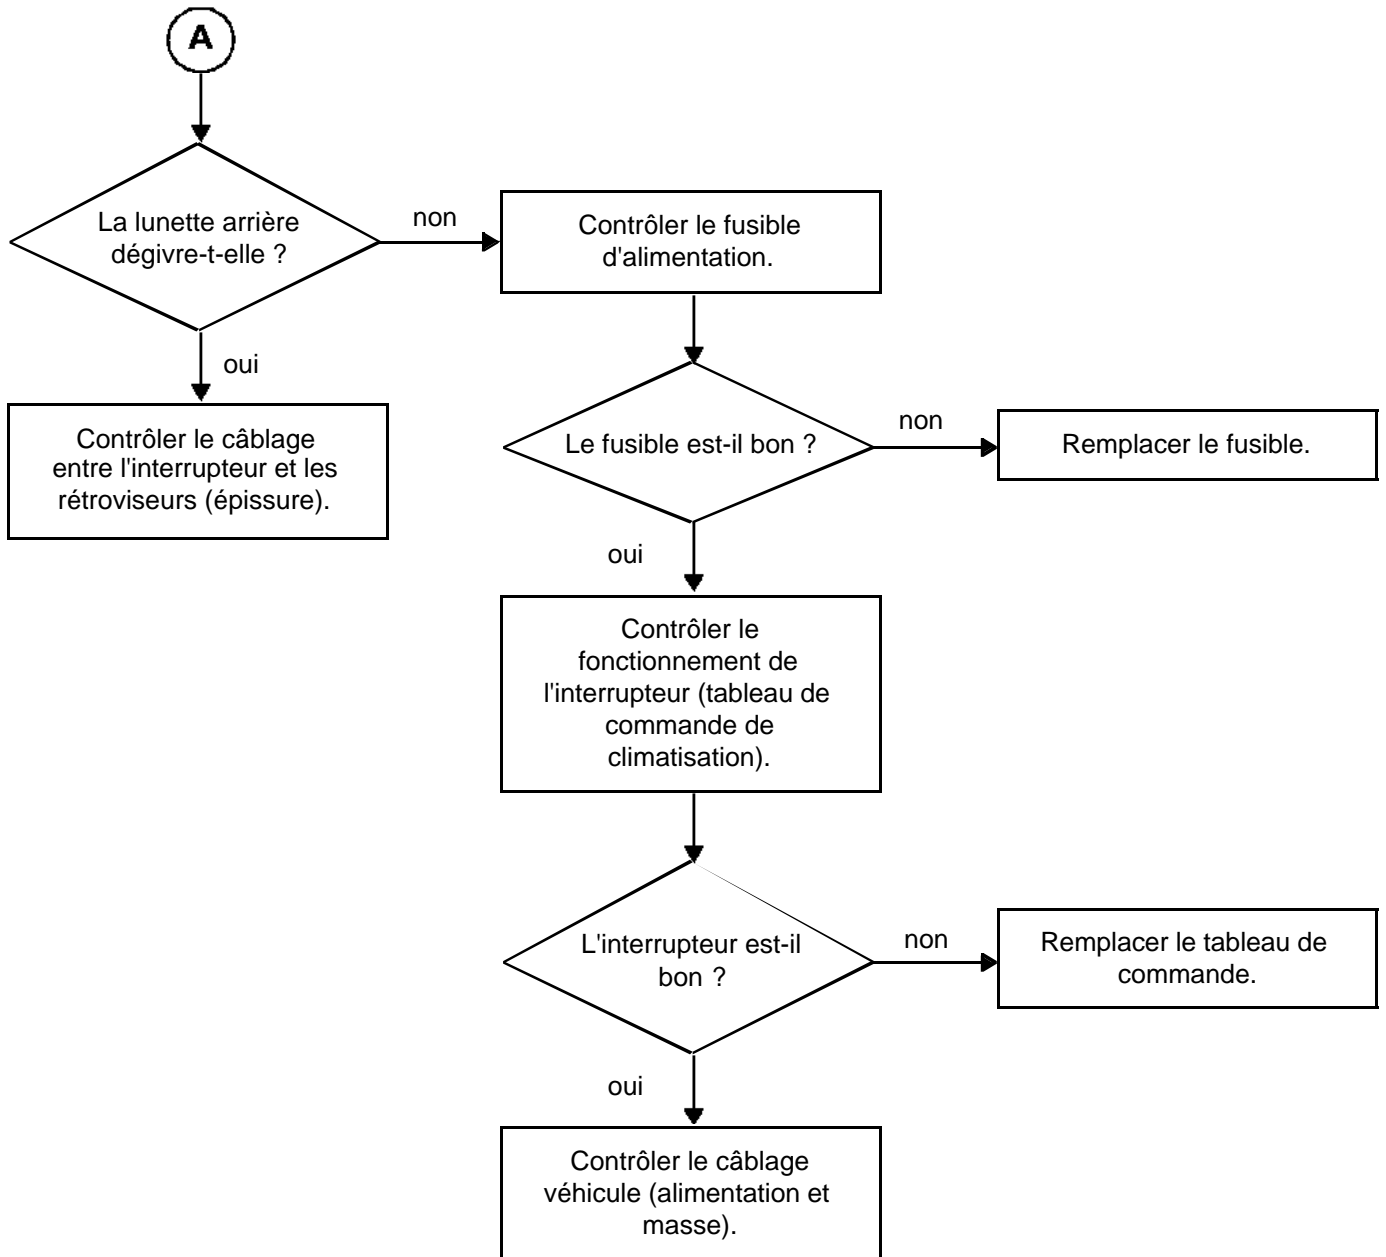 A
La lunette arrière
dégivre-t-elle ?
non
Contrôler le fusible
d'alimentation.
oui
Contrôler le câblage
entre l'interrupteur et les
rétroviseurs (épissure).
Le fusible est-il bon ?
non
Remplacer le fusible.
oui
Contrôler le
fonctionnement de
l'interrupteur (tableau de
commande de
climatisation).
L'interrupteur est-il
bon ?
non
Remplacer le tableau de
commande.
oui
Contrôler le câblage
véhicule (alimentation et
masse).